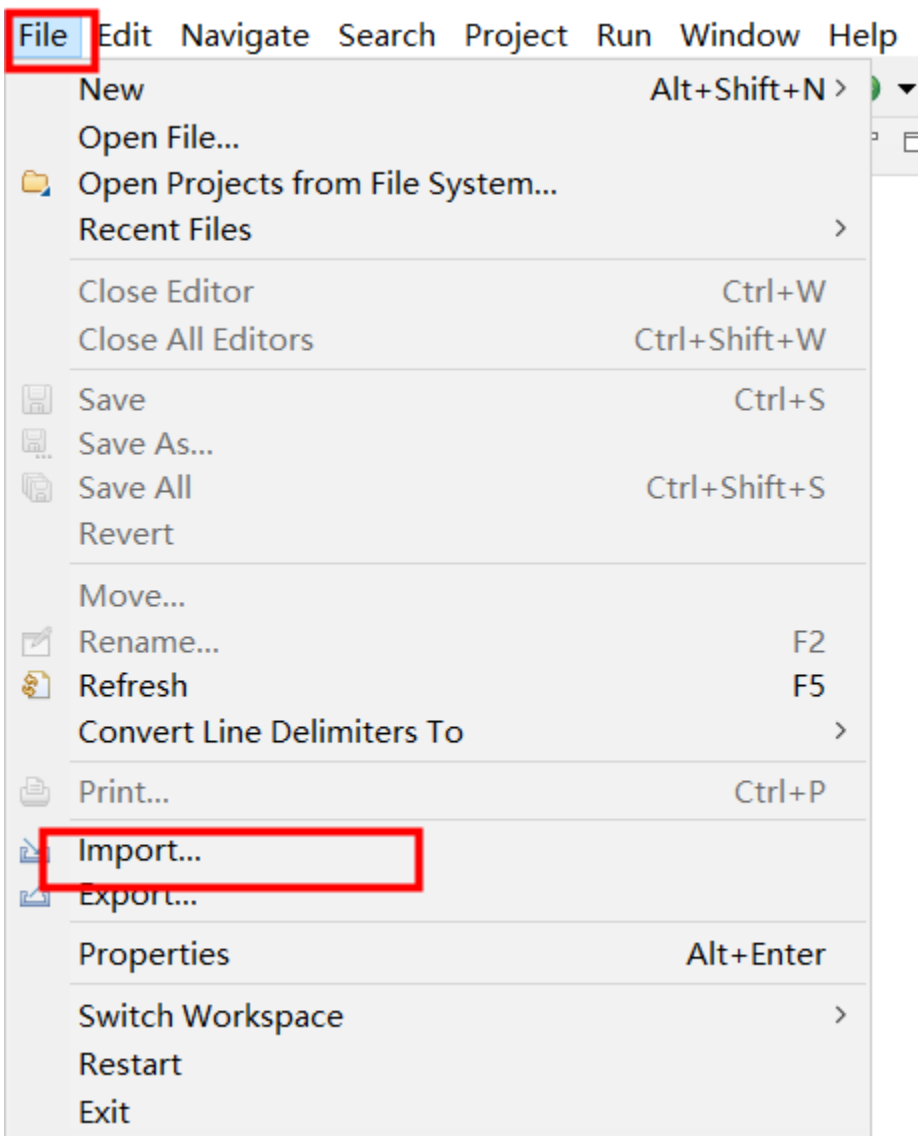 File Edit Navigate Search Project Run Window Help
New Alt+Shift+N >
Open File...
Open Projects from File System...
Recent Files >
Close Editor Ctrl+W
Close All Editors Ctrl+Shift+W
Save Ctrl+S
Save As...
Save All Ctrl+Shift+S
Revert
Move...
Rename... F2
Refresh F5
Convert Line Delimiters To >
Print... Ctrl+P
Import...
Export...
Properties Alt+Enter
Switch Workspace >
Restart
Exit